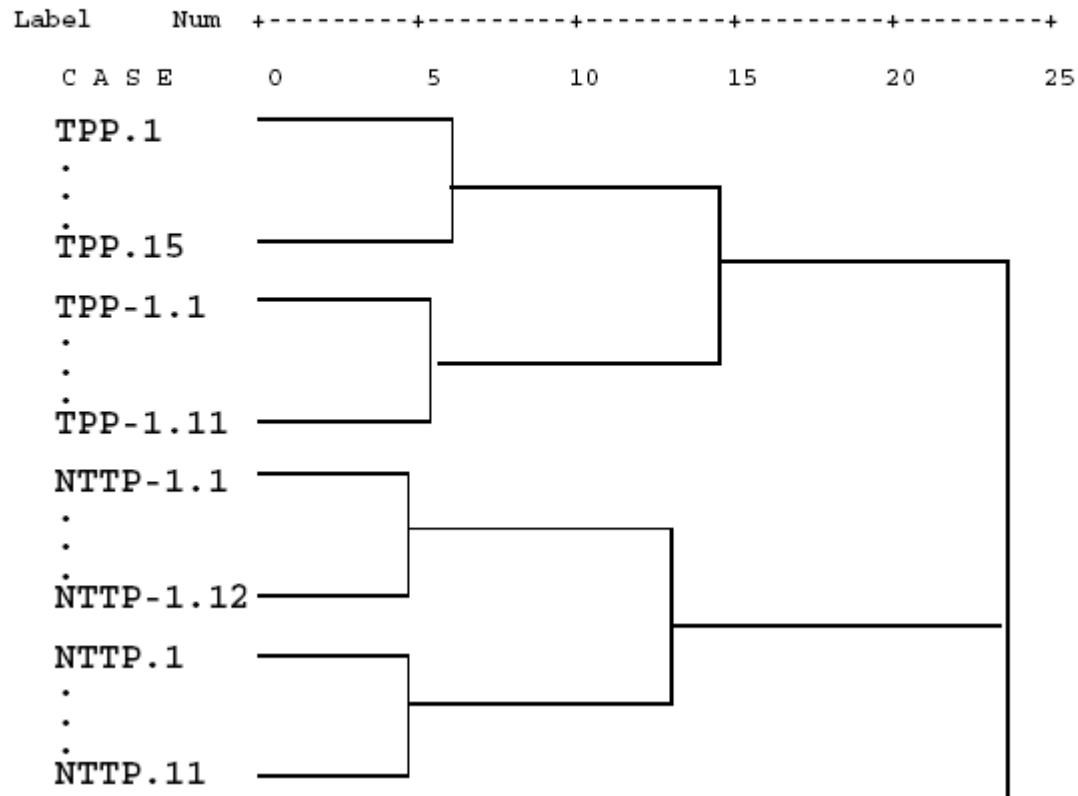 Label Num +---------+---------+---------+---------+---------+
C A S E 0 5 10 15 20 25
TPP.1
.
.
.
TPP.15
TPP-1.1
.
.
.
TPP-1.11
NTTP-1.1
.
.
.
NTTP-1.12
NTTP.1
.
.
.
NTTP.11